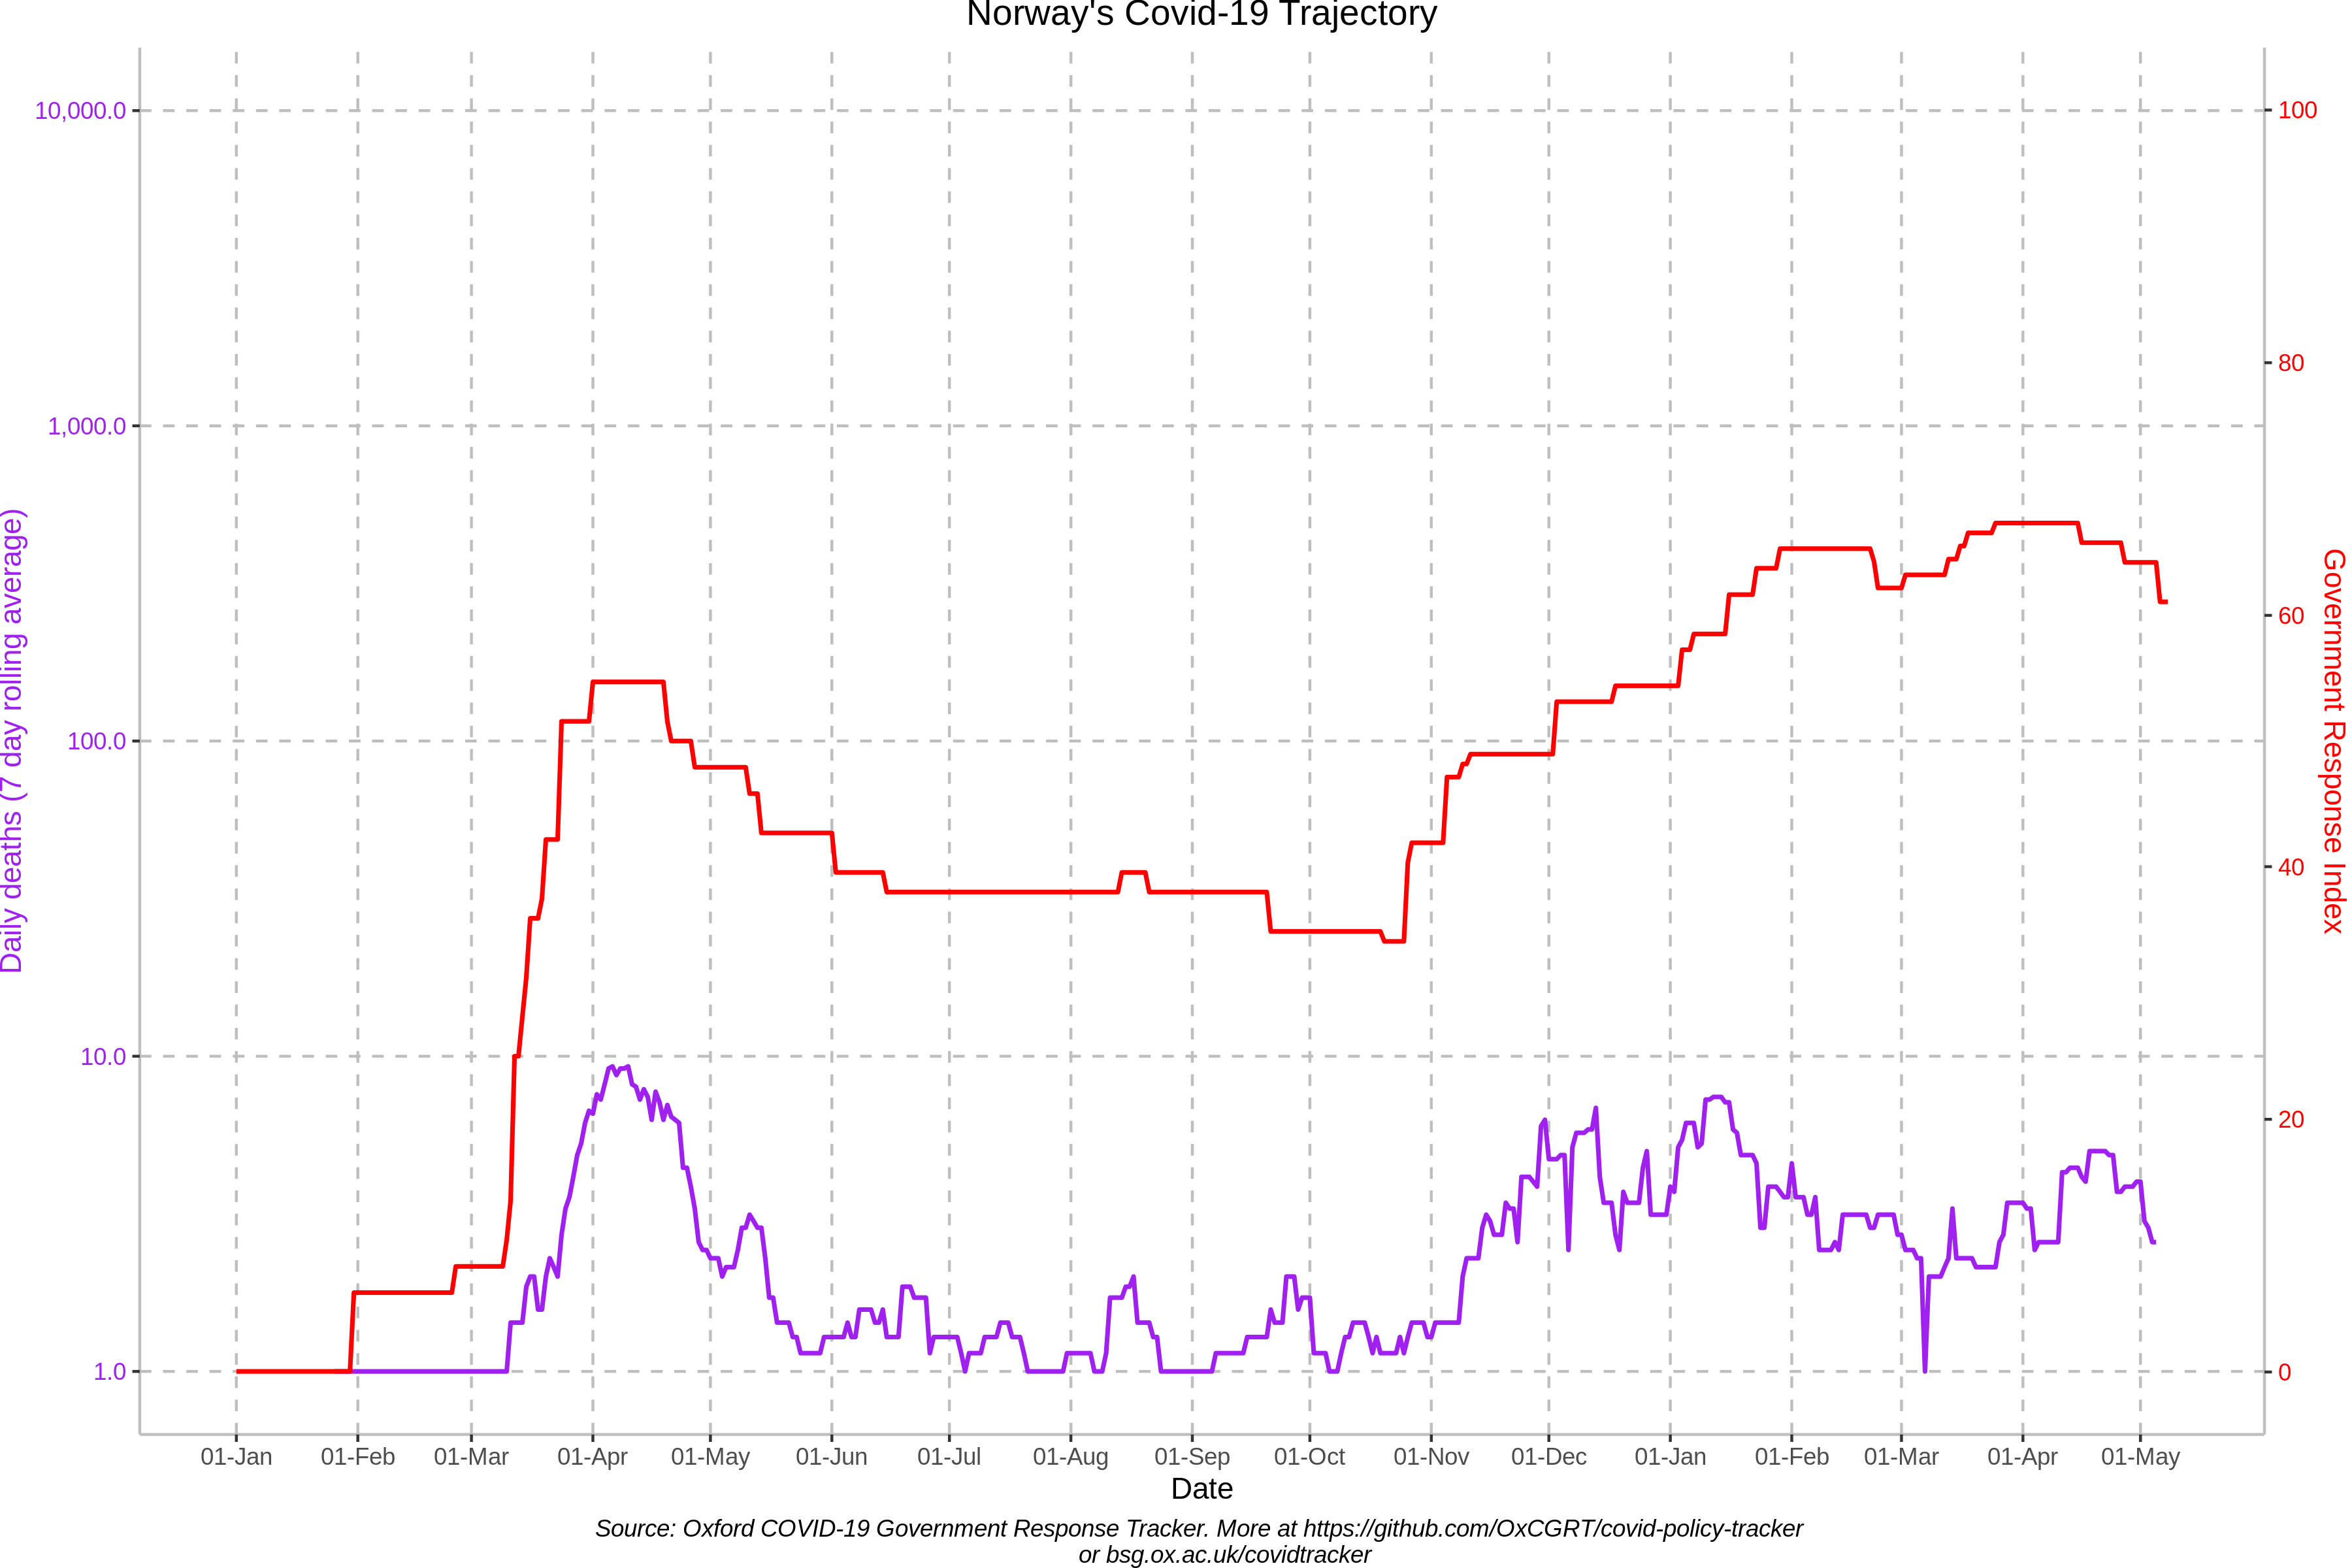 Norway's Covid-19 Trajectory
10,000.0
1,000.0
100.0
10.0
1.0
Daily deaths (7 day rolling average)
100
80
60
40
20
0
Government Response Index
01-Jan
01-Feb
01-Mar
01-Apr
01-May
01-Jun
01-Jul
01-Aug
01-Sep
01-Oct
01-Nov
01-Dec
01-Jan
01-Feb
01-Mar
01-Apr
01-May
Date
Source: Oxford COVID-19 Government Response Tracker. More at https://github.com/OxCGRT/covid-policy-tracker
or bsg.ox.ac.uk/covidtracker